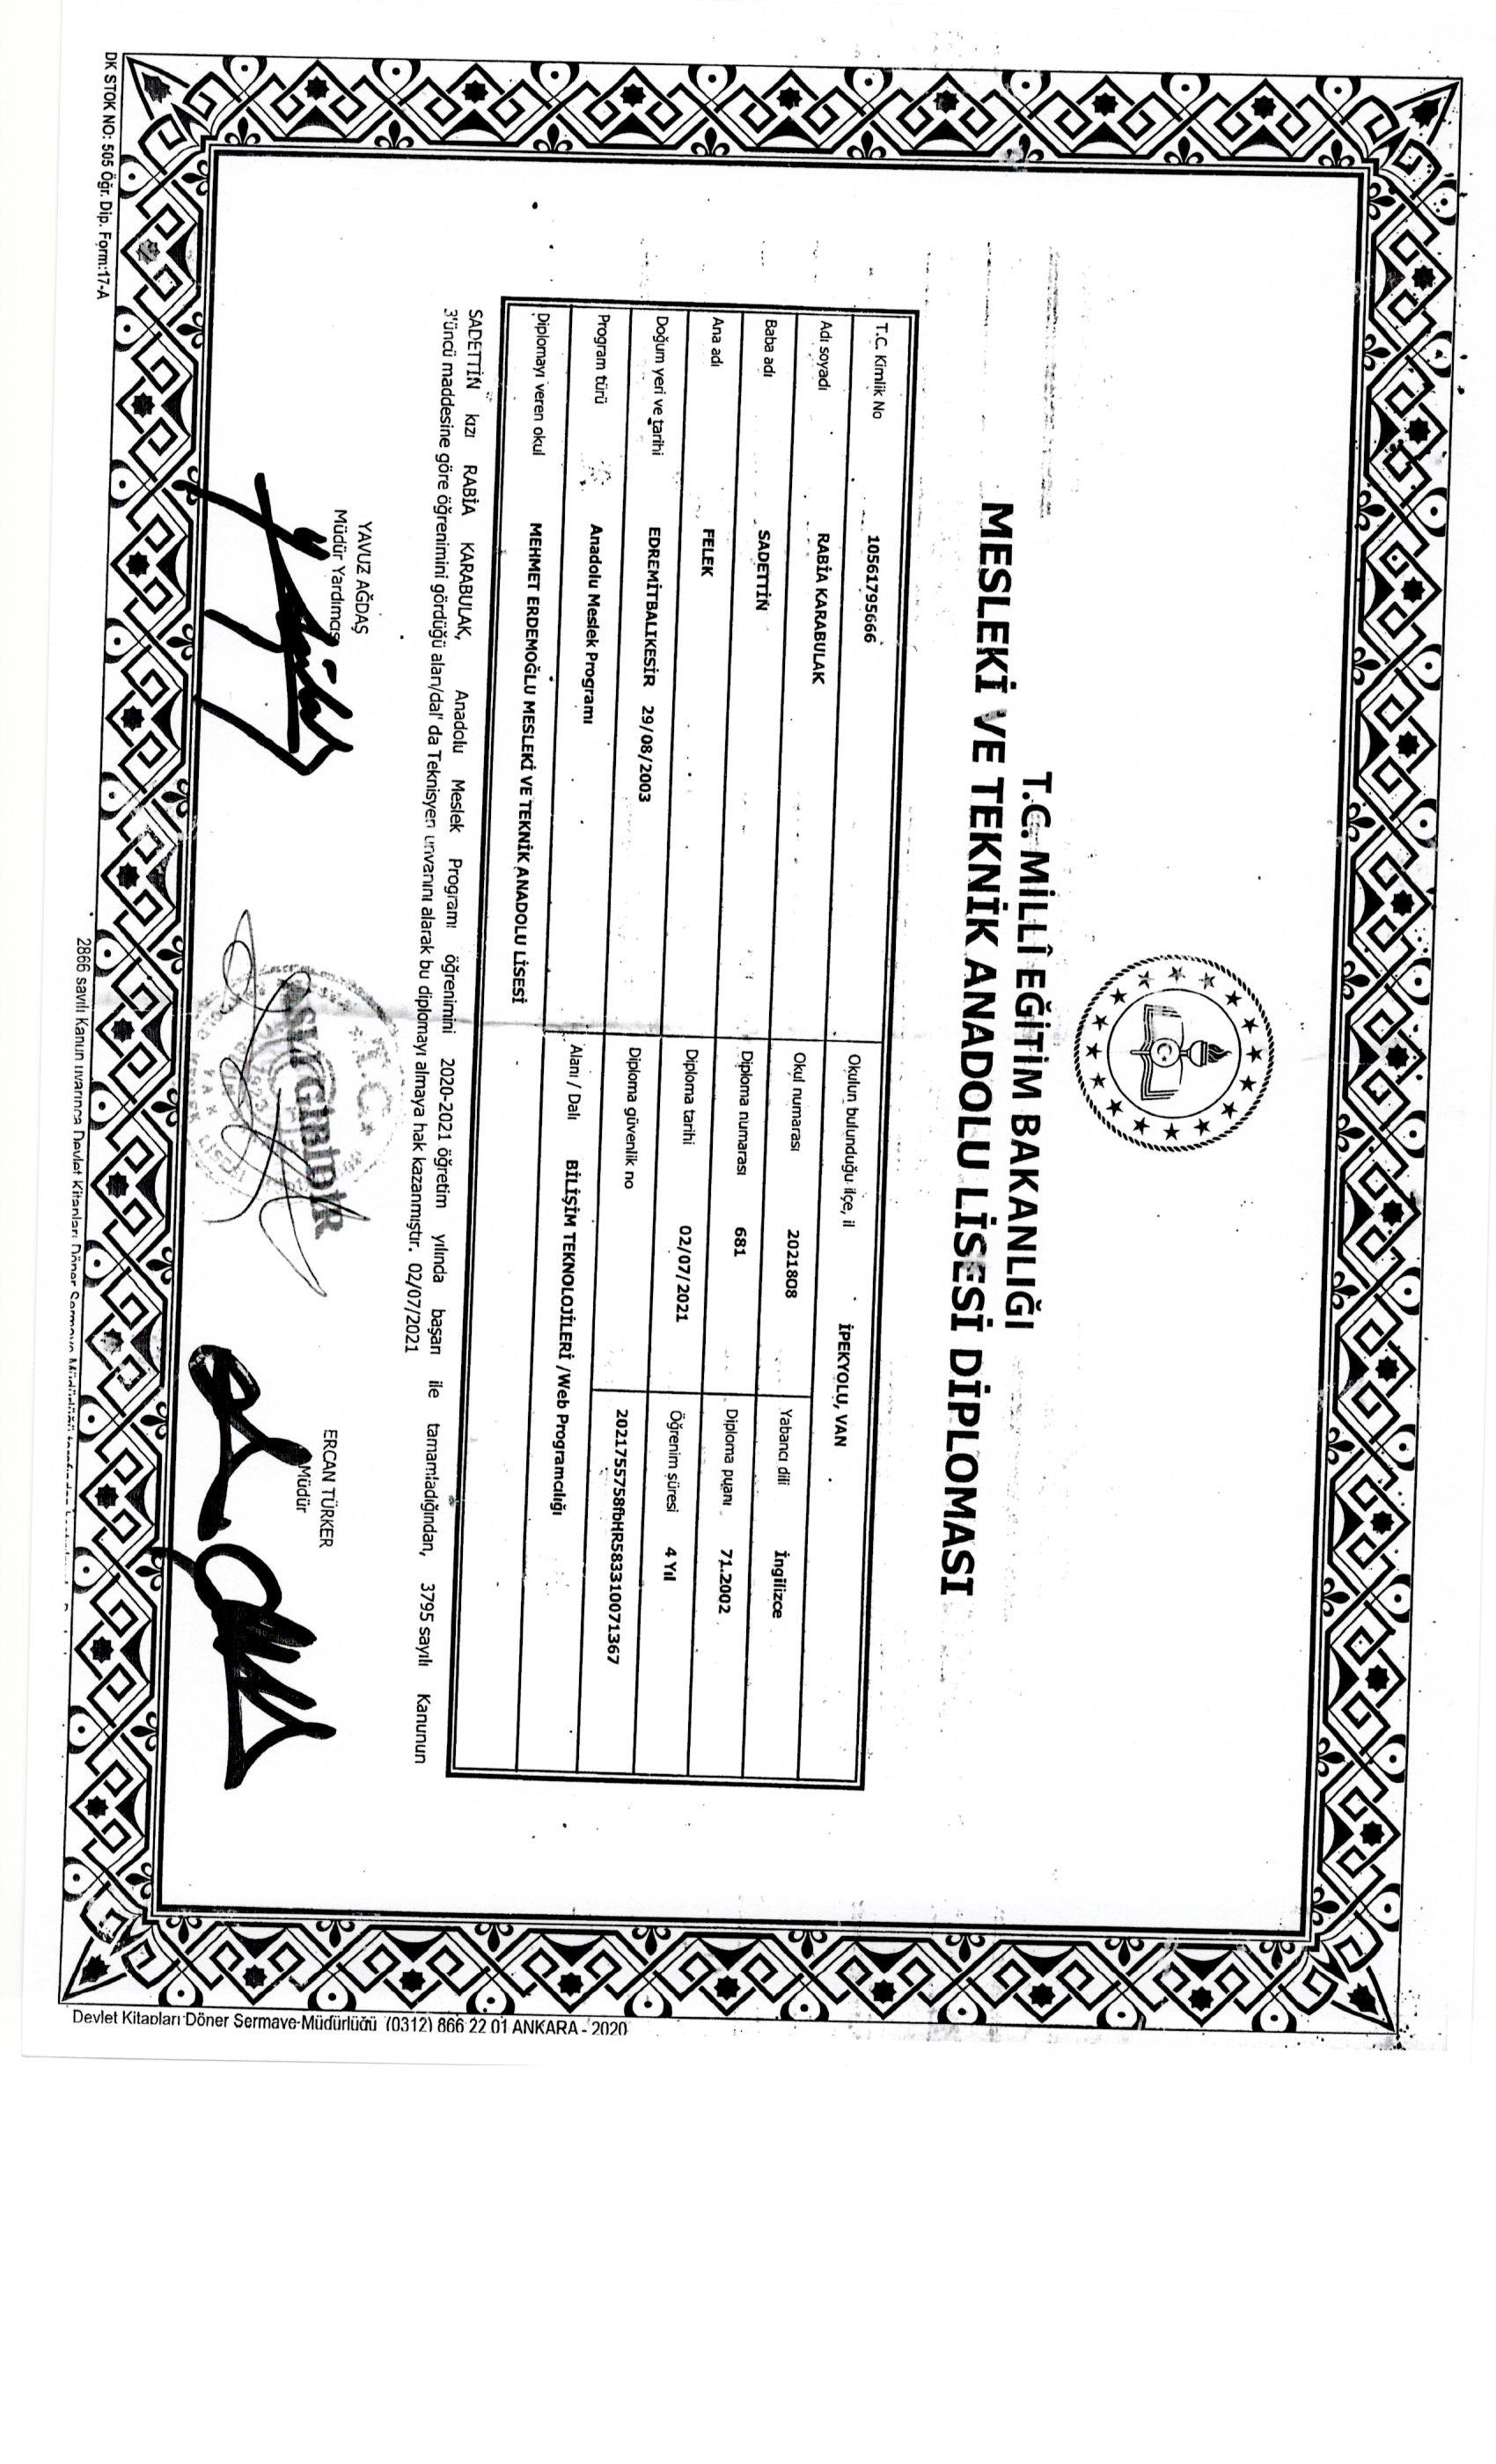 T.C. MİLLÎ EĞİTİM BAKANLIĞI
MESLEKİ VE TEKNİK ANADOLU LİSESİ DİPLOMASI
T.C. Kimlik No 10561795666 Okulun bulunduğu ilçe, il İPEKYOLU, VAN
Adı soyadı RABİA KARABULAK Okul numarası 2021808 Yabancı dili İngilizce
Baba adı SADETTİN Diploma numarası 681 Diploma puanı 71.2002
Ana adı FELEK Diploma tarihi 02/07/2021 Öğrenim süresi 4 Yıl
Doğum yeri ve tarihi EDREMİTBALIKESİR 29/08/2003 Diploma güvenlik no 2021755758fbHR583310071367
Program türü Anadolu Meslek Programı Alanı / Dalı BİLİŞİM TEKNOLOJİLERİ /Web Programcılığı
Diplomayı veren okul MEHMET ERDEMOĞLU MESLEKİ VE TEKNİK ANADOLU LİSESİ
SADETTİN kızı RABİA KARABULAK, Anadolu Meslek Programı öğrenimini 2020-2021 öğretim yılında başarı ile tamamladığından, 3795 sayılı Kanunun
3'üncü maddesine göre öğrenimini gördüğü alan/dal' da Teknisyen unvanını alarak bu diplomayı almaya hak kazanmıştır. 02/07/2021
YAVUZ AĞDAŞ
Müdür Yardımcısı
T.C.
ASLI GİBİDİR
ERCAN TÜRKER
Müdür
DK STOK NO: 505 Öğr. Dip. Form:17-A
2866 sayılı Kanun uyarınca Devlet Kitapları Döner Sermaye Müdürlüğü
Devlet Kitapları Döner Sermaye Müdürlüğü (0312) 866 22 01 ANKARA - 2020